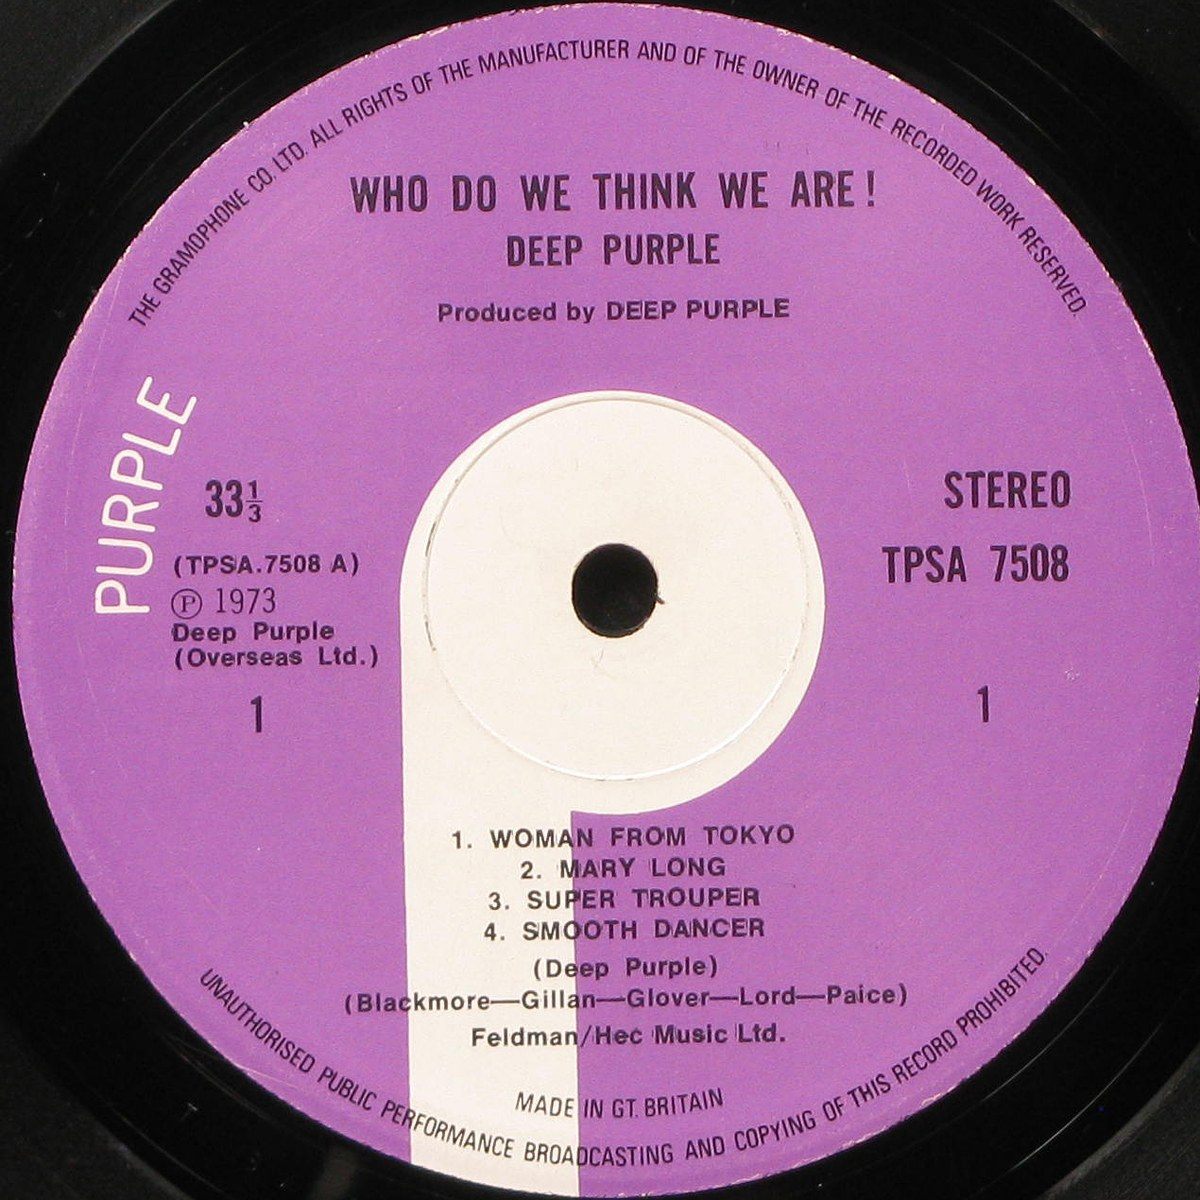 THE GRAMOPHONE CO. LTD. ALL RIGHTS OF THE MANUFACTURER AND OF THE OWNER OF THE RECORDED WORK RESERVED.
WHO DO WE THINK WE ARE!
DEEP PURPLE
Produced by DEEP PURPLE
PURPLE
33⅓
(TPSA.7508 A)
Ⓟ 1973
Deep Purple
(Overseas Ltd.)
1
STEREO
TPSA 7508
1
1. WOMAN FROM TOKYO
2. MARY LONG
3. SUPER TROUPER
4. SMOOTH DANCER
(Deep Purple)
(Blackmore—Gillan—Glover—Lord—Paice)
Feldman/Hec Music Ltd.
MADE IN GT. BRITAIN
UNAUTHORISED PUBLIC PERFORMANCE BROADCASTING AND COPYING OF THIS RECORD PROHIBITED.